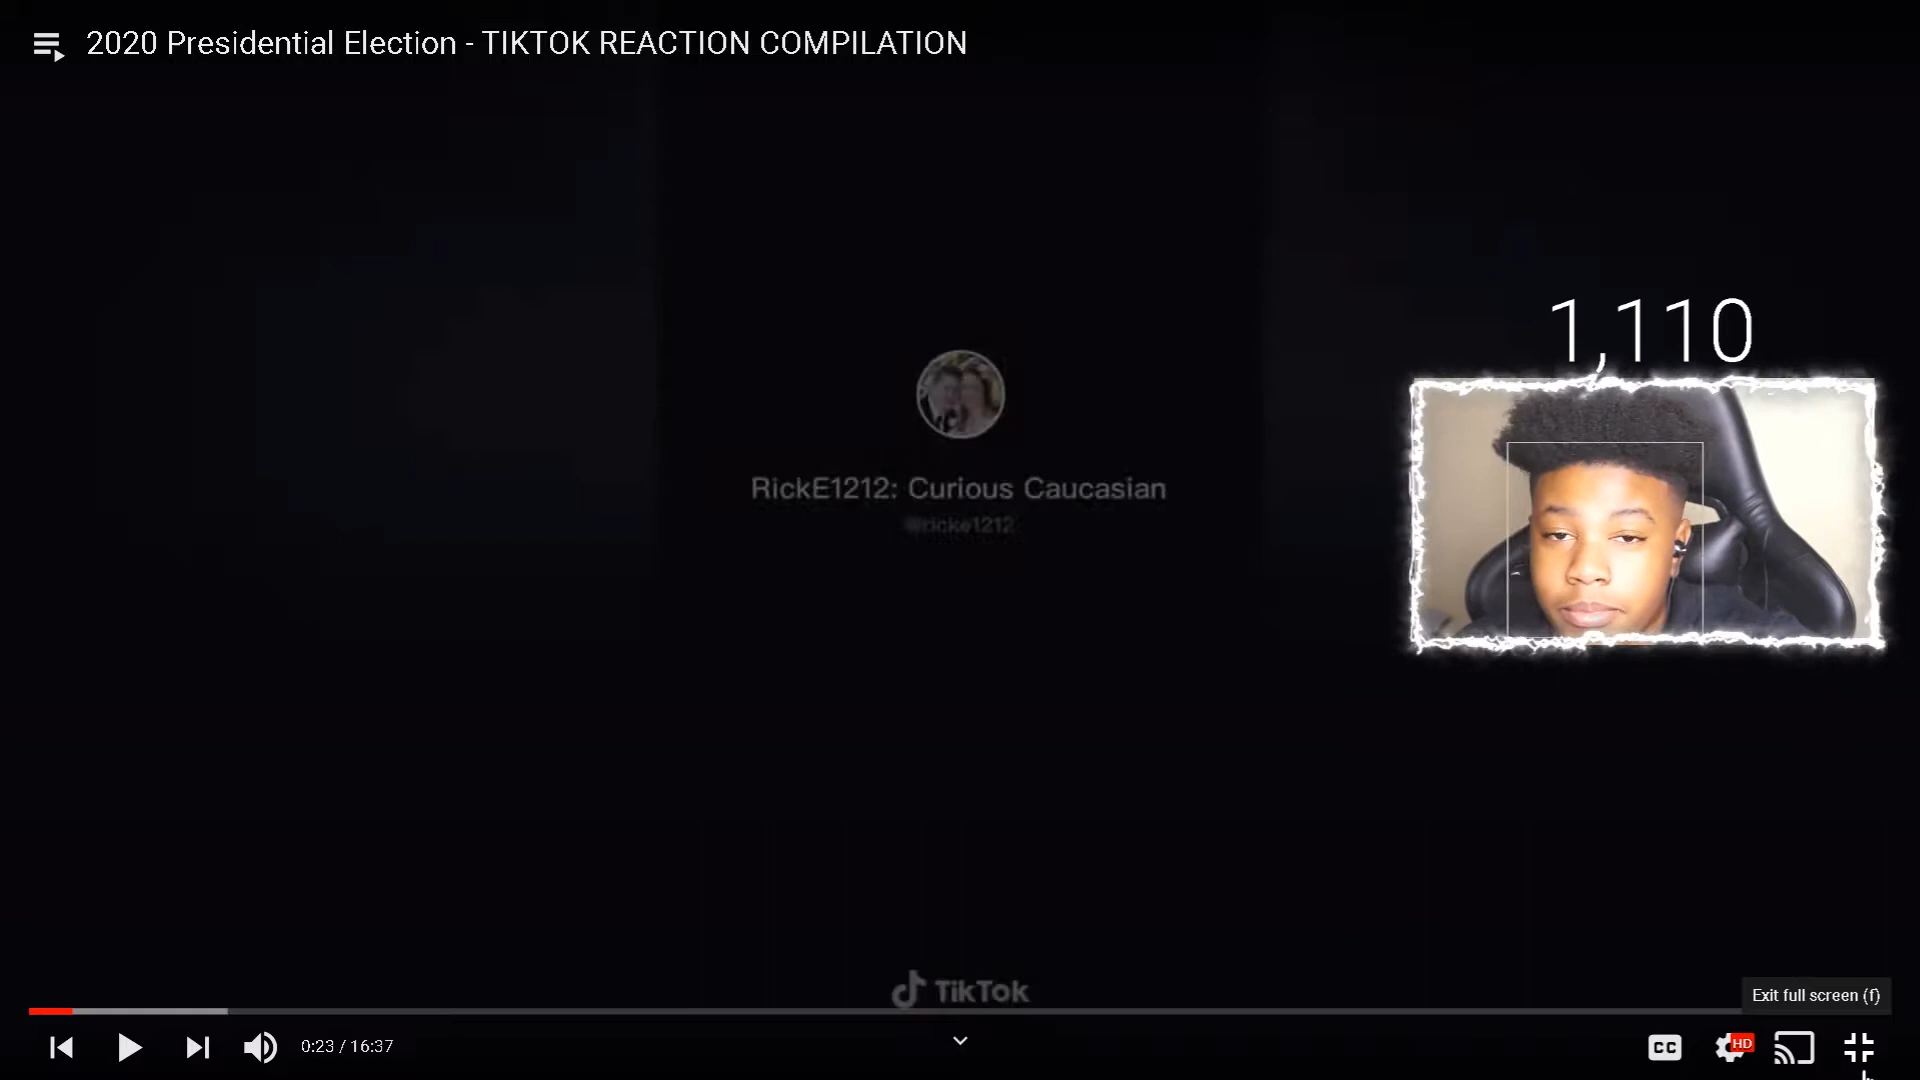 2020 Presidential Election - TIKTOK REACTION COMPILATION
1,110
RickE1212: Curious Caucasian
@ricke1212
TikTok
Exit full screen (f)
0:23 / 16:37
CC
HD